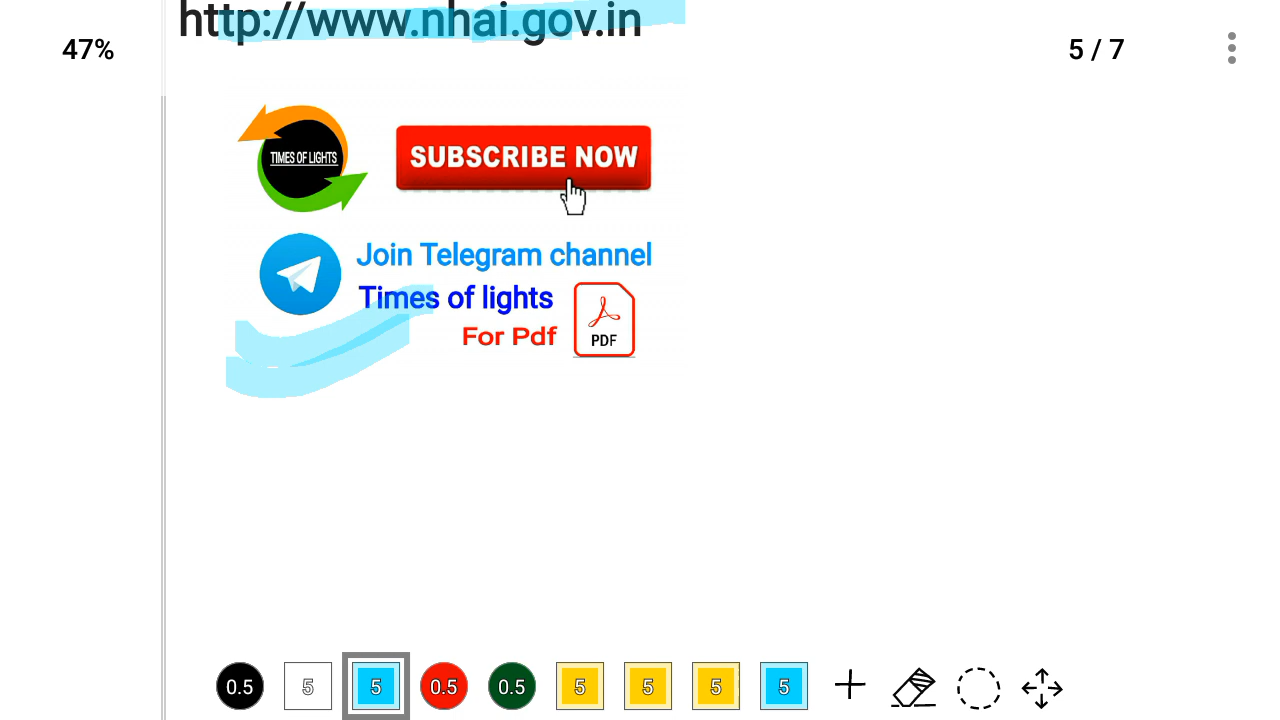 http://www.nhai.gov.in
47%
5 / 7
TIMES OF LIGHTS
SUBSCRIBE NOW
Join Telegram channel
Times of lights
For Pdf
PDF
0.5
5
5
0.5
0.5
5
5
5
5